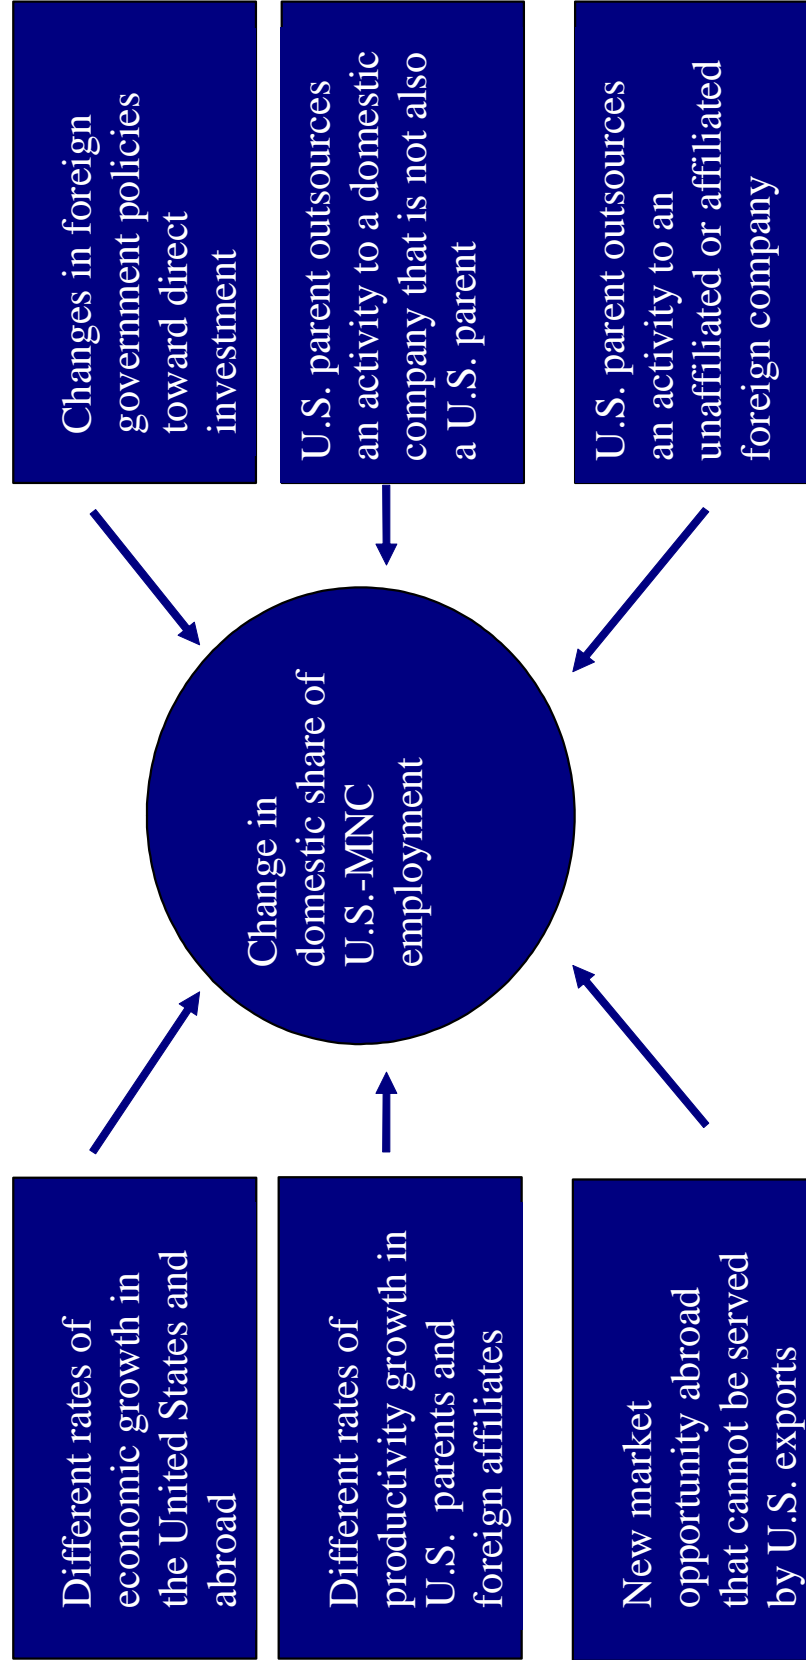 Different rates of
economic growth in
the United States and
abroad
Different rates of
productivity growth in
U.S. parents and
foreign affiliates
New market
opportunity abroad
that cannot be served
by U.S. exports
Change in
domestic share of
U.S.-MNC
employment
Changes in foreign
government policies
toward direct
investment
U.S. parent outsources
an activity to a domestic
company that is not also
a U.S. parent
U.S. parent outsources
an activity to an
unaffiliated or affiliated
foreign company